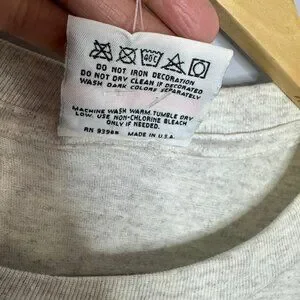 40°C
DO NOT IRON DECORATION
DO NOT DRY CLEAN IF DECORATED
WASH DARK COLORS SEPARATELY
MACHINE WASH WARM TUMBLE DRY
LOW. USE NON-CHLORINE BLEACH
ONLY IF NEEDED.
RN MADE IN U.S.A.